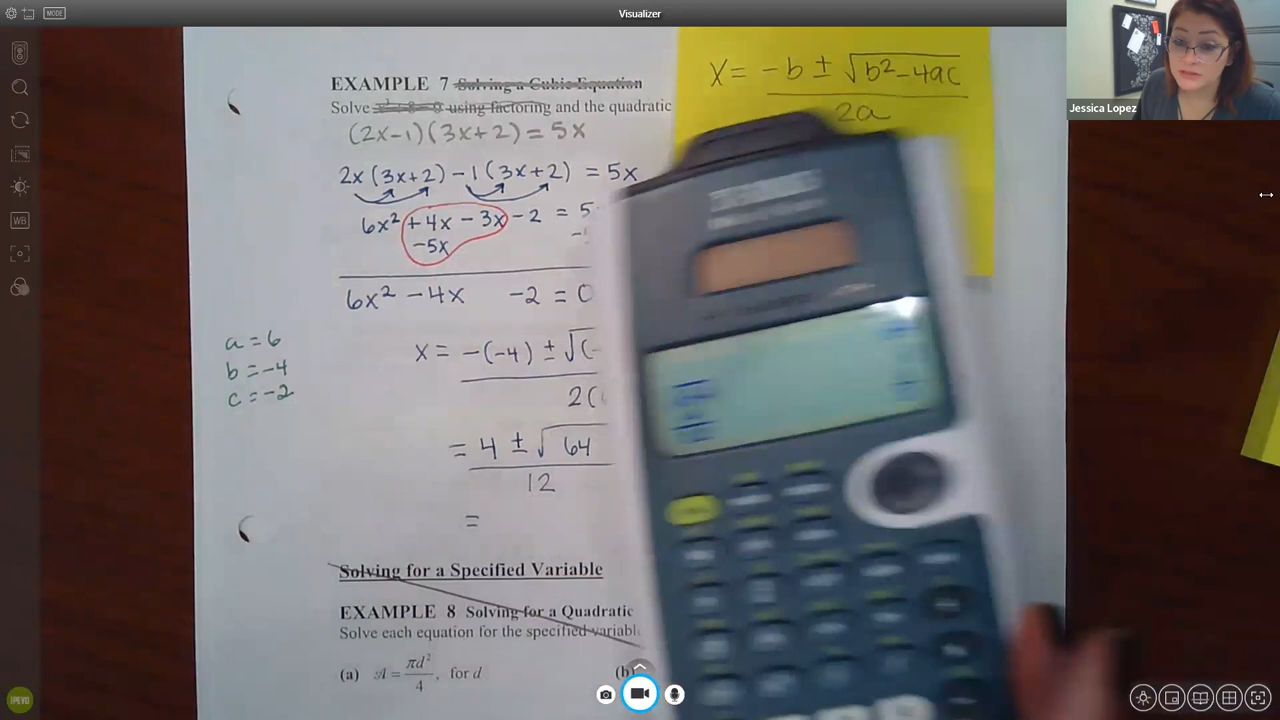 MODE
Visualizer
EXAMPLE 7 Solving a Cubic Equation
Solve using factoring and the quadratic
(2x-1)(3x+2) = 5x
2x(3x+2) -1(3x+2) = 5x
6x² +4x - 3x - 2 = 5
-5x
6x² - 4x -2 = 0
a = 6
b = -4
c = -2
x = -(-4) ± √(-
2(
= 4 ± √64
12
=
Solving for a Specified Variable
EXAMPLE 8 Solving for a Quadratic
Solve each equation for the specified
(a) 𝒜 = πd²/4, for d
(b)
X = -b ± √b²-4ac
2a
Jessica Lopez
WB
IPEVO